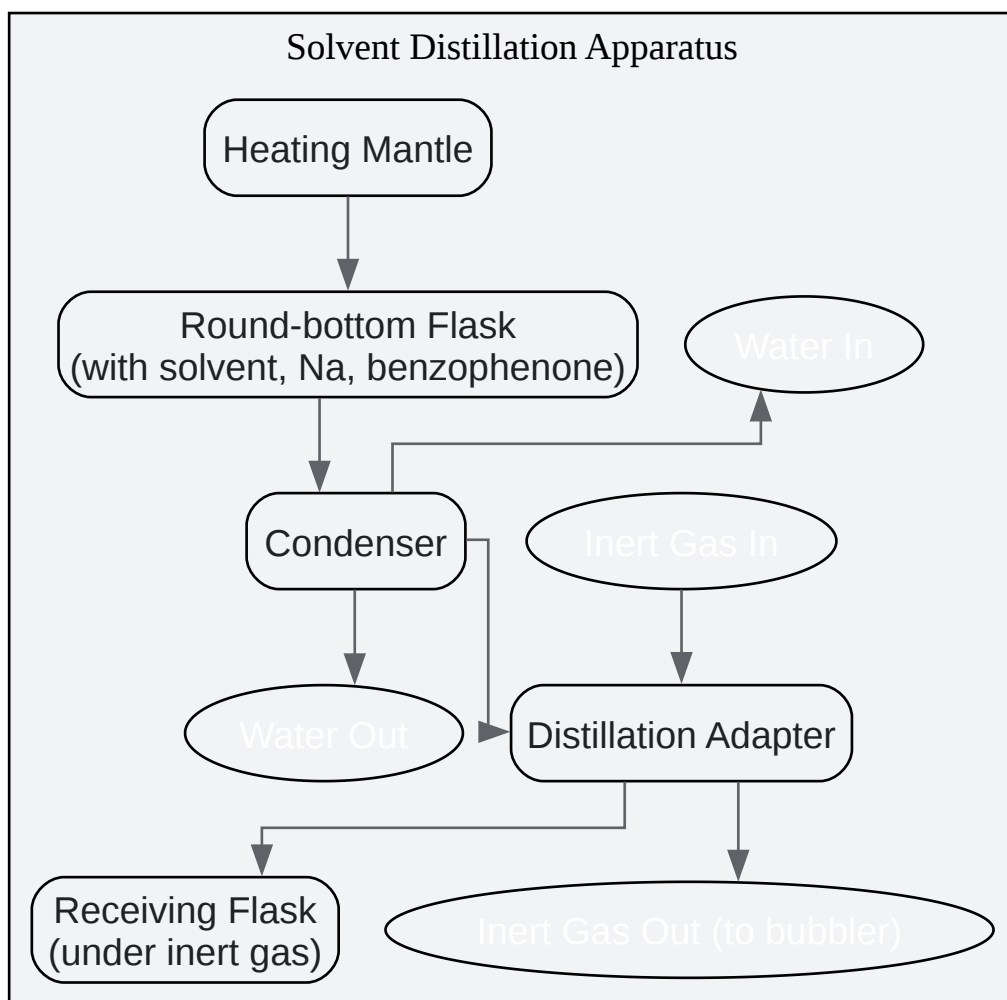 Solvent Distillation Apparatus
Heating Mantle
Round-bottom Flask
(with solvent, Na, benzophenone)
Water In
Condenser
Inert Gas In
Water Out
Distillation Adapter
Receiving Flask
(under inert gas)
Inert Gas Out (to bubbler)